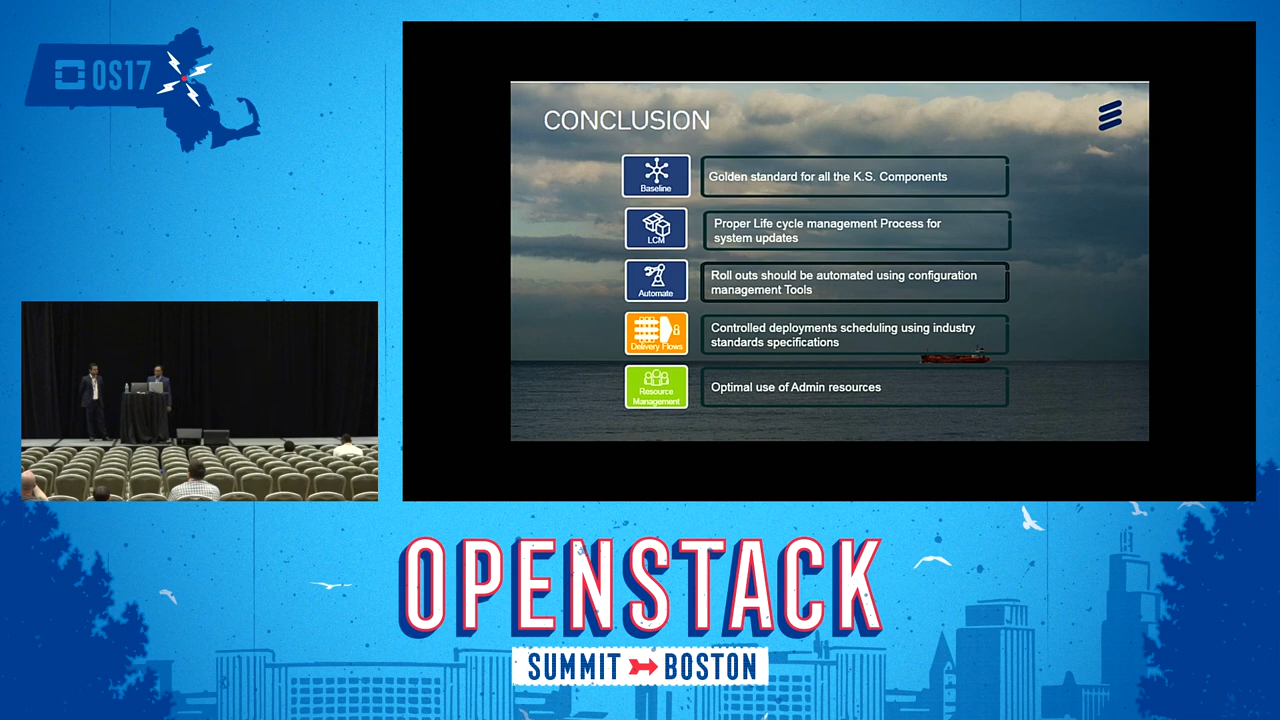 OS17
CONCLUSION
Baseline
Golden standard for all the K.S. Components
LCM
Proper Life cycle management Process for
system updates
Automate
Roll outs should be automated using configuration
management Tools
Delivery Flows
Controlled deployments scheduling using industry
standards specifications
Resource
Management
Optimal use of Admin resources
OPENSTACK
SUMMIT BOSTON